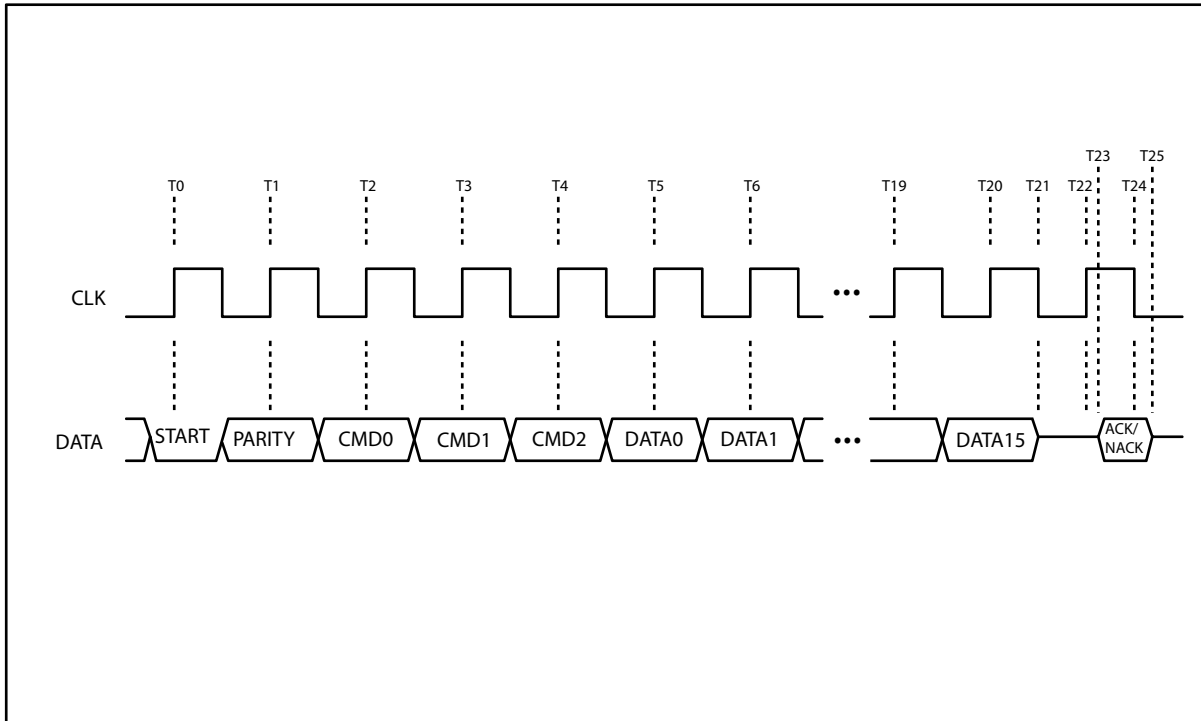 T23 T25
T0 T1 T2 T3 T4 T5 T6 T19 T20 T21 T22 T24
CLK •••
DATA START PARITY CMD0 CMD1 CMD2 DATA0 DATA1 ••• DATA15 ACK/
NACK